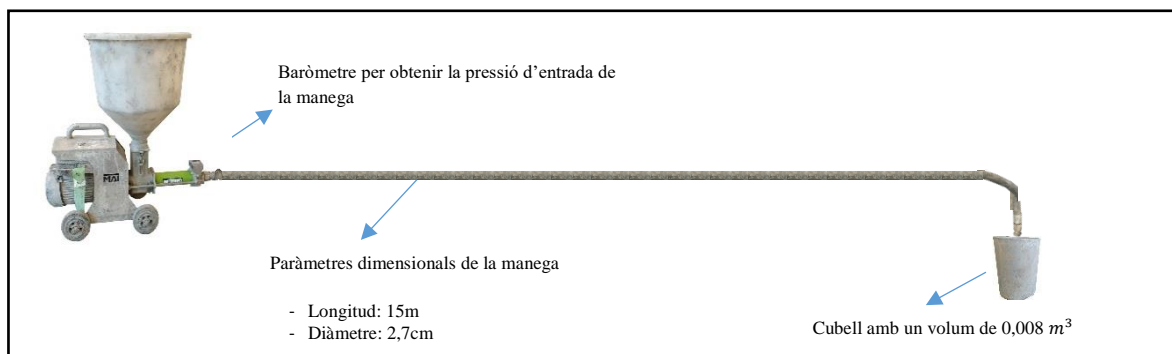 Baròmetre per obtenir la pressió d'entrada de
la manega
MAI
Paràmetres dimensionals de la manega
- Longitud: 15m
- Diàmetre: 2,7cm
Cubell amb un volum de 0,008 m³